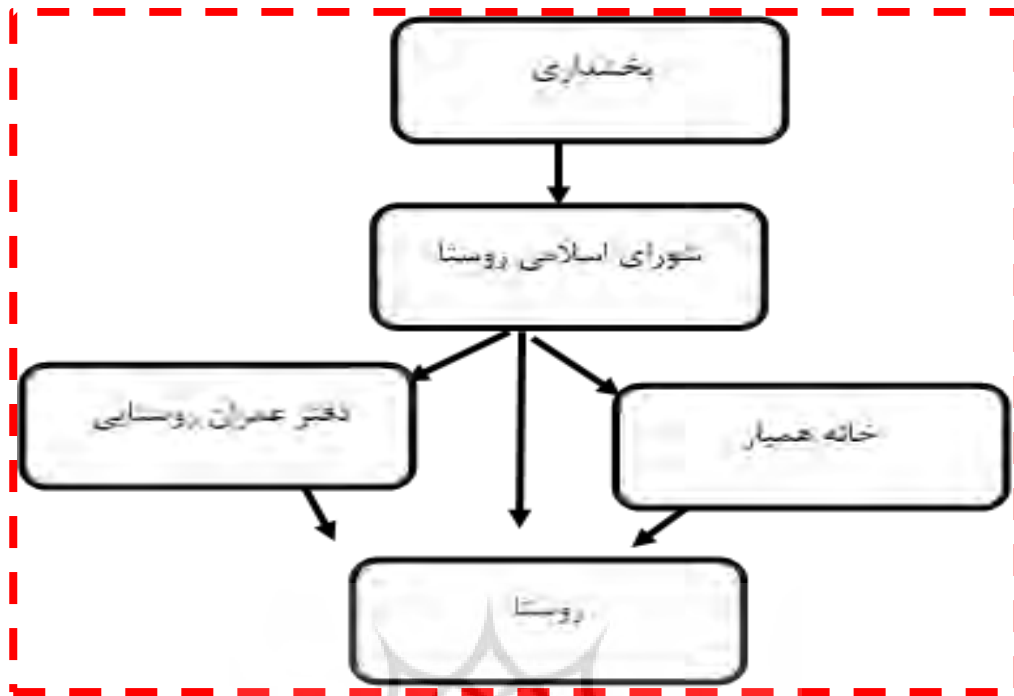 بخشداری
شورای اسلامی روستا
خانه همیار
دفتر عمران روستایی
روستا